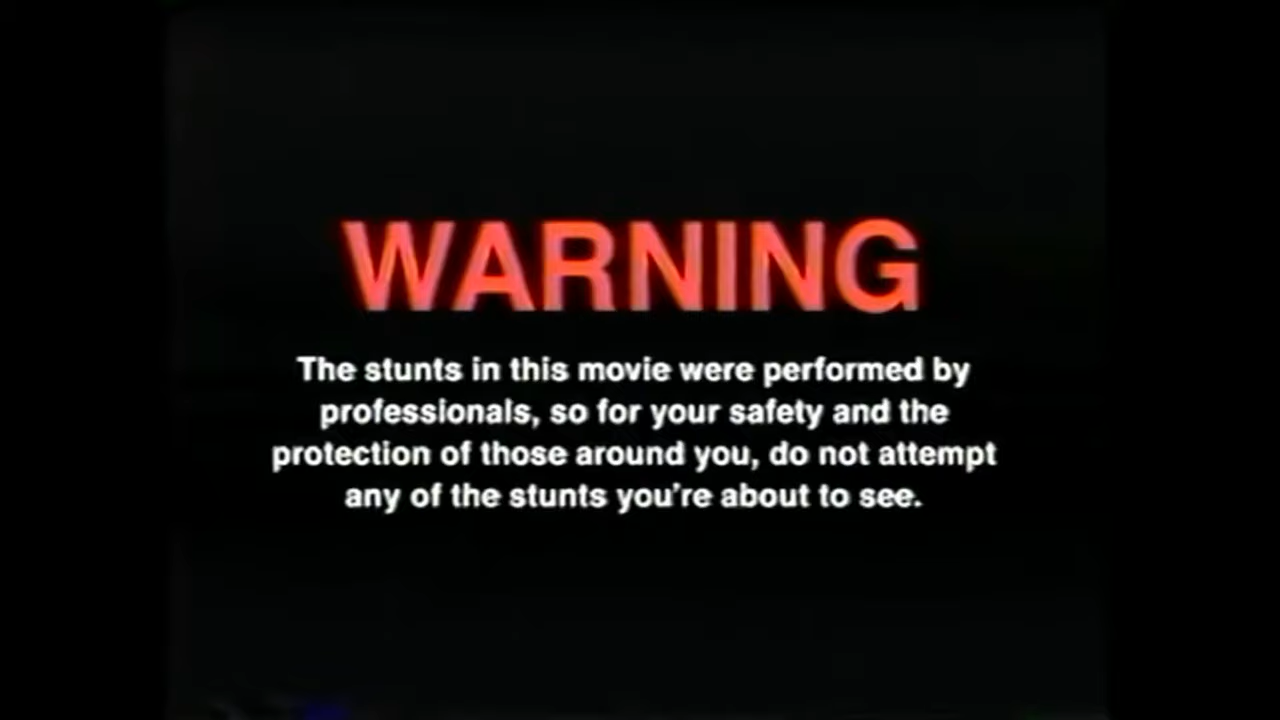 WARNING
The stunts in this movie were performed by
professionals, so for your safety and the
protection of those around you, do not attempt
any of the stunts you're about to see.